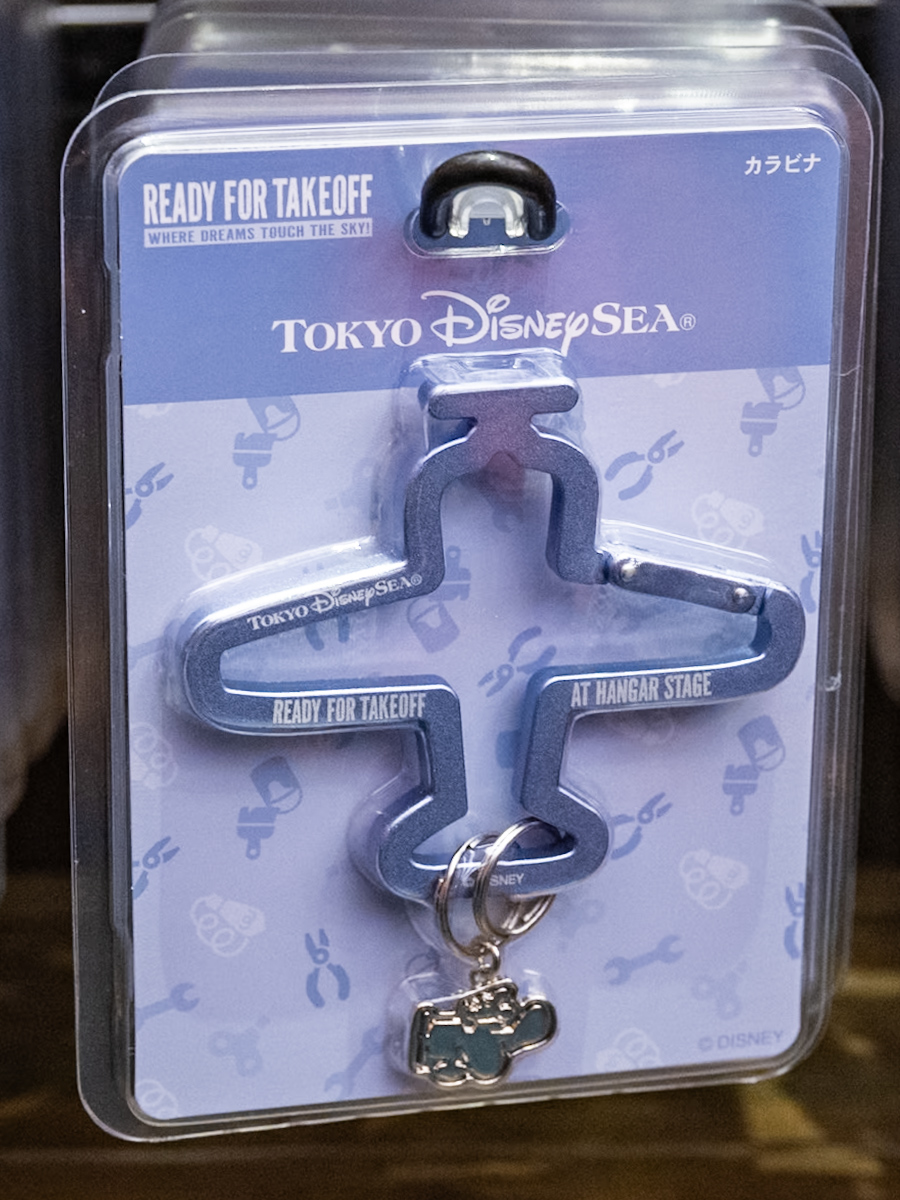 READY FOR TAKEOFF
WHERE DREAMS TOUCH THE SKY!
カラビナ
TOKYO DISNEYSEA®
TOKYO DISNEYSEA®
READY FOR TAKEOFF
AT HANGAR STAGE
DISNEY
© DISNEY